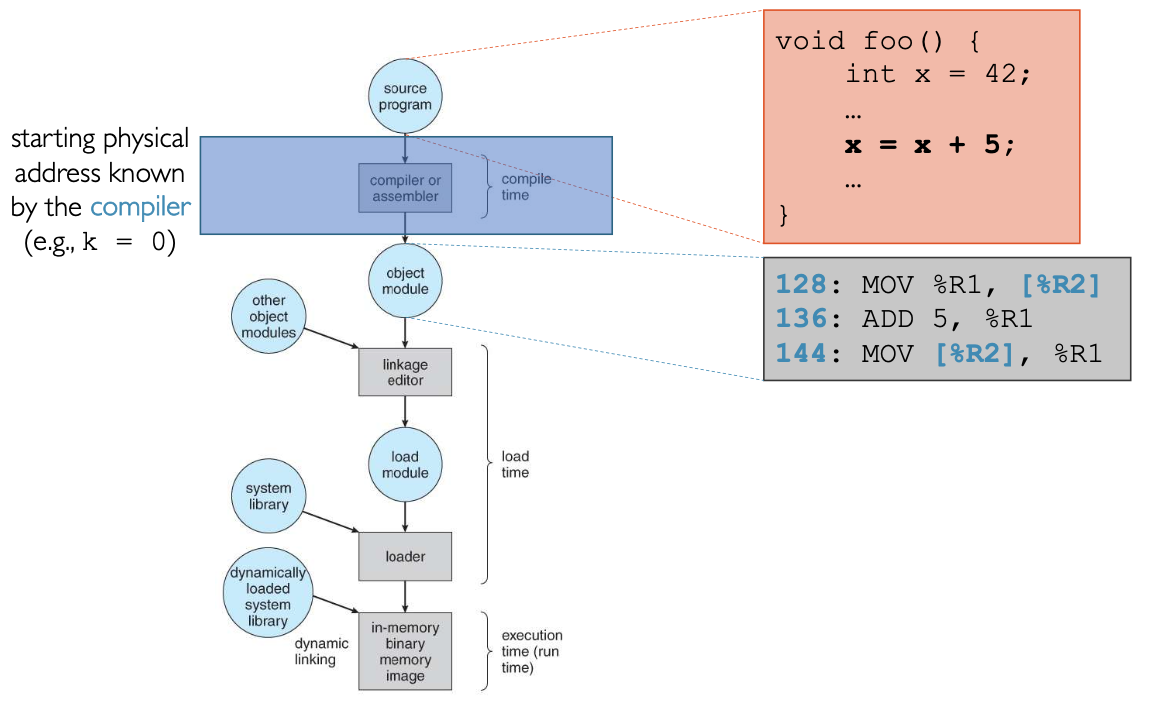 void foo() {
int x = 42;
…
x = x + 5;
…
}
source
program
starting physical
address known
by the compiler
(e.g., k = 0)
compiler or
assembler
compile
time
object
module
128: MOV %R1, [%R2]
136: ADD 5, %R1
144: MOV [%R2], %R1
other
object
modules
linkage
editor
load
module
load
time
system
library
loader
dynamically
loaded
system
library
dynamic
linking
in-memory
binary
memory
image
execution
time (run
time)